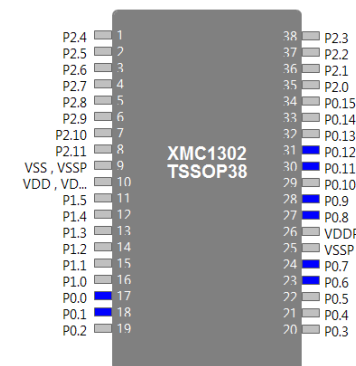 P2.4 1 38 P2.3
P2.5 2 37 P2.2
P2.6 3 36 P2.1
P2.7 4 35 P2.0
P2.8 5 34 P0.15
P2.9 6 33 P0.14
P2.10 7 32 P0.13
P2.11 8 31 P0.12
VSS , VSSP 9 30 P0.11
VDD , VD... 10 29 P0.10
XMC1302
TSSOP38
P1.5 11 28 P0.9
P1.4 12 27 P0.8
P1.3 13 26 VDDP
P1.2 14 25 VSSP
P1.1 15 24 P0.7
P1.0 16 23 P0.6
P0.0 17 22 P0.5
P0.1 18 21 P0.4
P0.2 19 20 P0.3